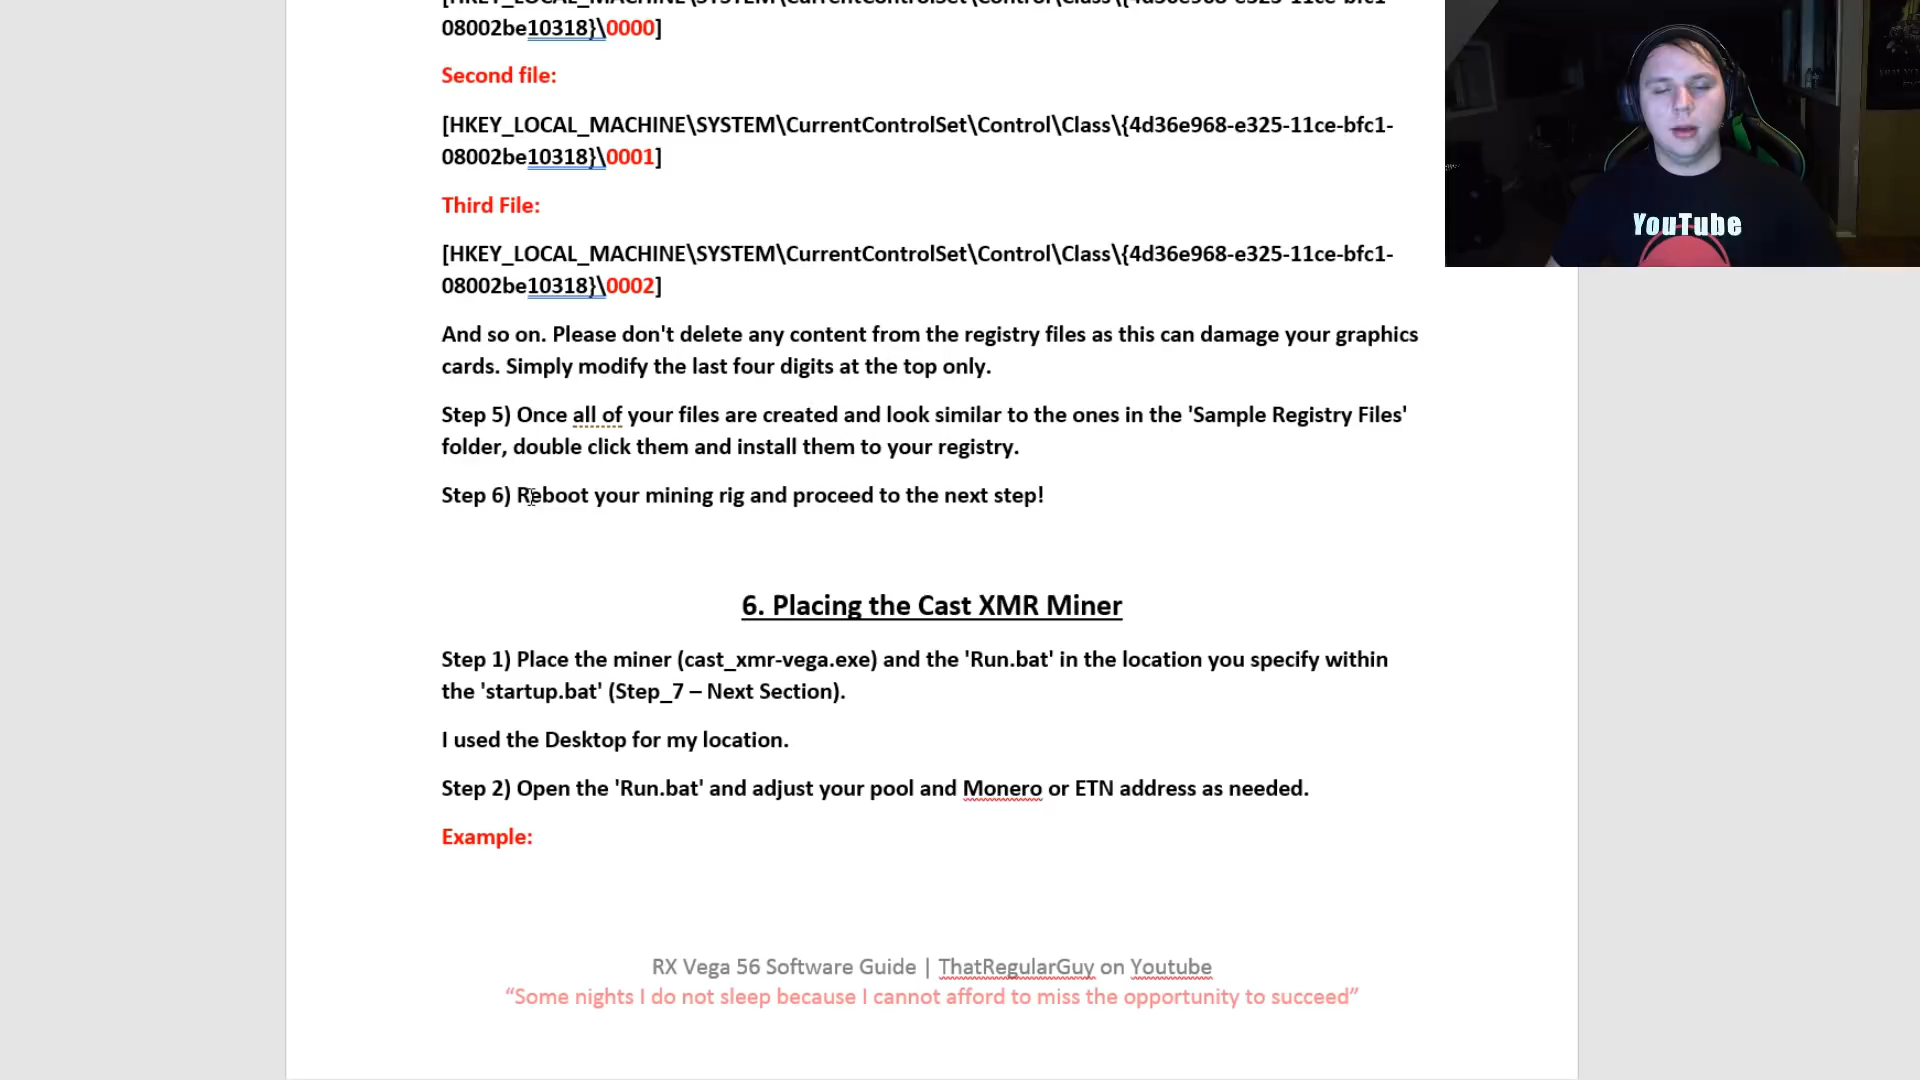 [HKEY_LOCAL_MACHINE\SYSTEM\CurrentControlSet\Control\Class\{4d36e968-e325-11ce-bfc1-
08002be10318}\0000]
Second file:
[HKEY_LOCAL_MACHINE\SYSTEM\CurrentControlSet\Control\Class\{4d36e968-e325-11ce-bfc1-
08002be10318}\0001]
Third File:
[HKEY_LOCAL_MACHINE\SYSTEM\CurrentControlSet\Control\Class\{4d36e968-e325-11ce-bfc1-
08002be10318}\0002]
And so on. Please don't delete any content from the registry files as this can damage your graphics
cards. Simply modify the last four digits at the top only.
Step 5) Once all of your files are created and look similar to the ones in the 'Sample Registry Files'
folder, double click them and install them to your registry.
Step 6) Reboot your mining rig and proceed to the next step!
6. Placing the Cast XMR Miner
Step 1) Place the miner (cast_xmr-vega.exe) and the 'Run.bat' in the location you specify within
the 'startup.bat' (Step_7 – Next Section).
I used the Desktop for my location.
Step 2) Open the 'Run.bat' and adjust your pool and Monero or ETN address as needed.
Example:
RX Vega 56 Software Guide | ThatRegularGuy on Youtube
“Some nights I do not sleep because I cannot afford to miss the opportunity to succeed”
YouTube